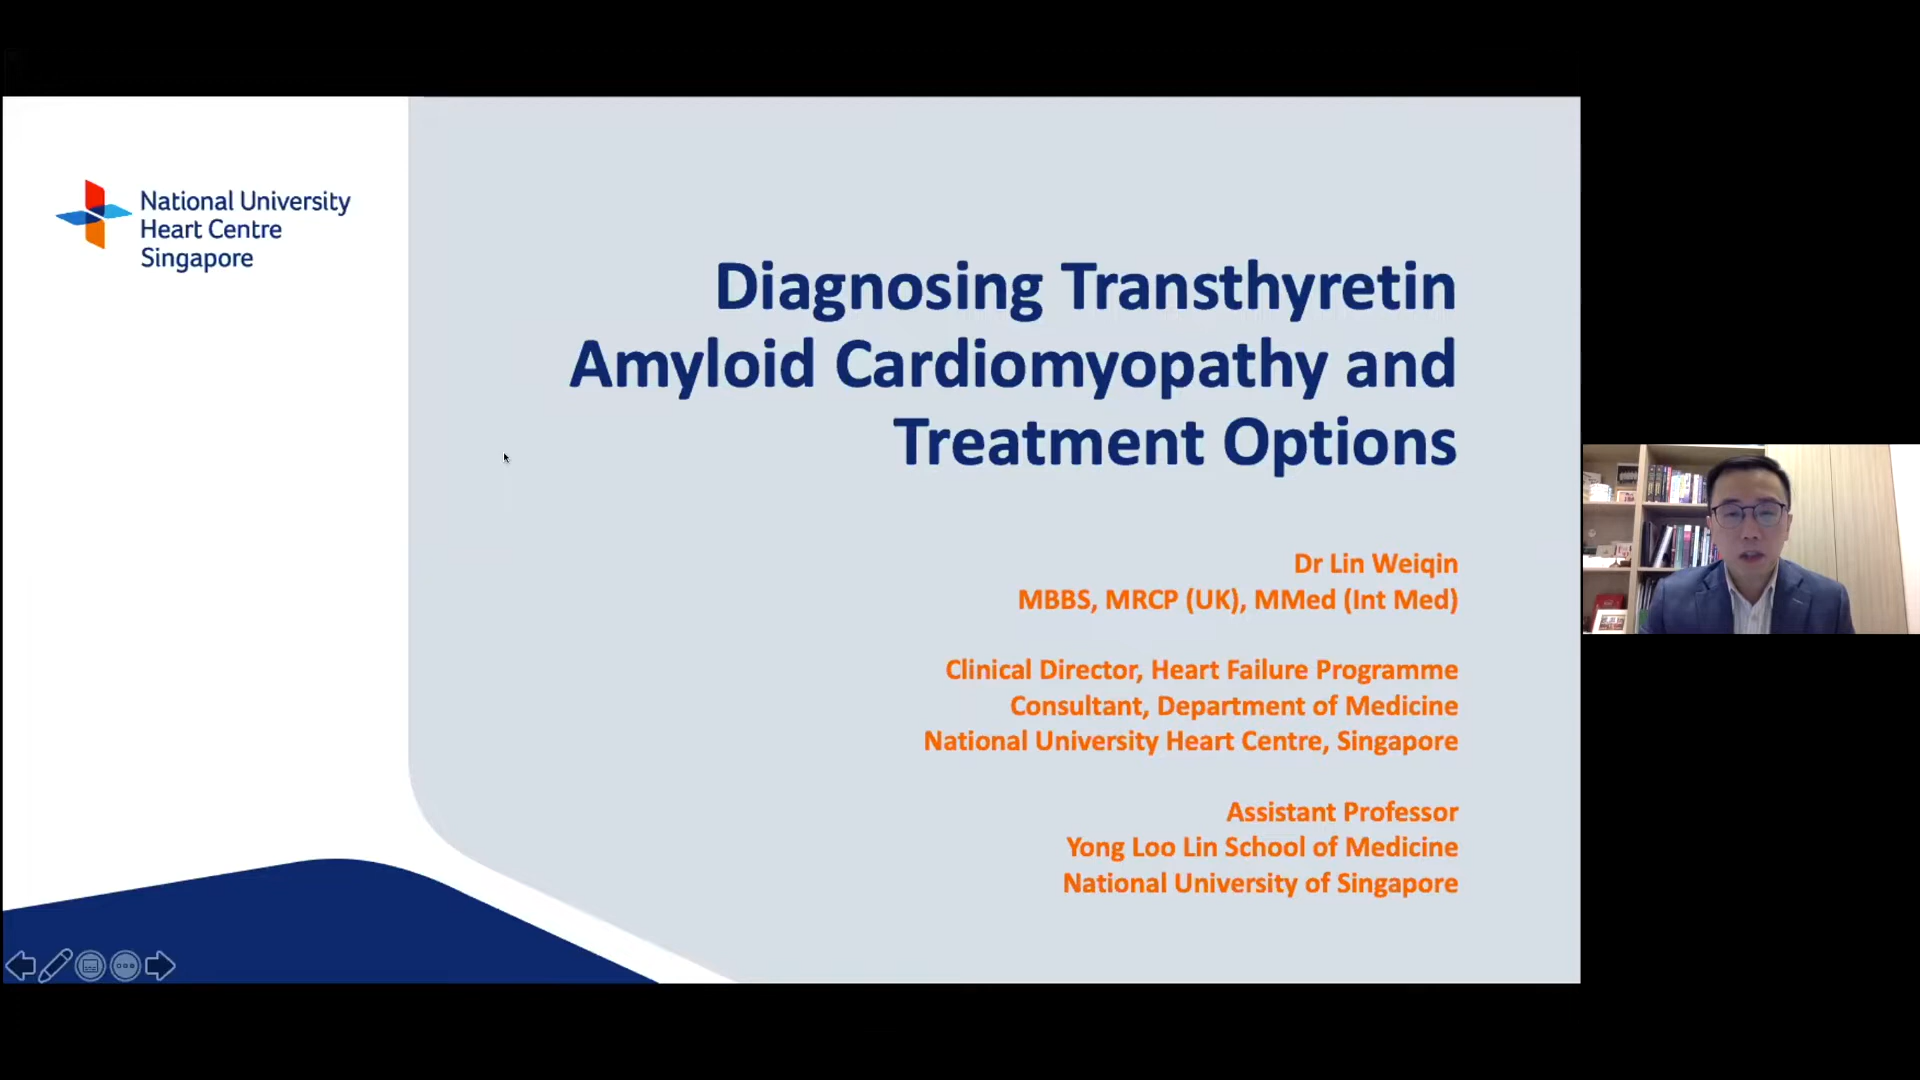 National University
Heart Centre
Singapore
Diagnosing Transthyretin
Amyloid Cardiomyopathy and
Treatment Options
Dr Lin Weiqin
MBBS, MRCP (UK), MMed (Int Med)
Clinical Director, Heart Failure Programme
Consultant, Department of Medicine
National University Heart Centre, Singapore
Assistant Professor
Yong Loo Lin School of Medicine
National University of Singapore